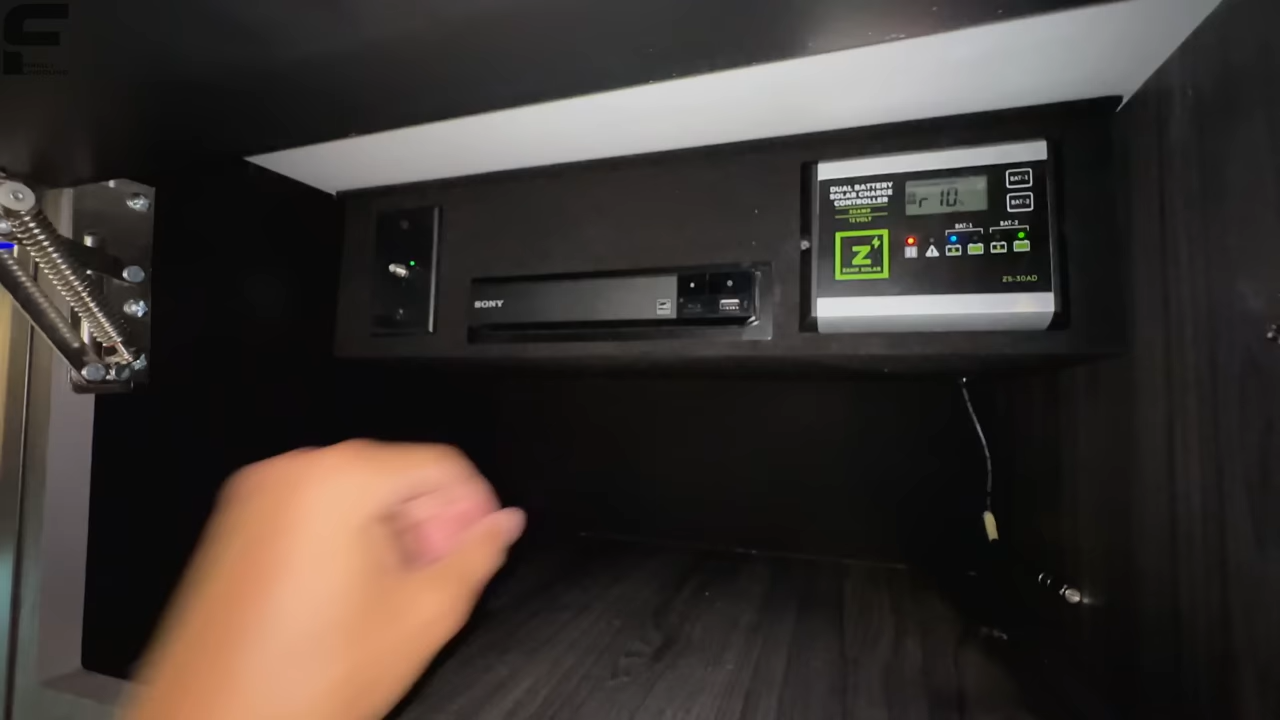 SONY
DUAL BATTERY
SOLAR CHARGE
CONTROLLER
30AMP
12 VOLT
Z
ZAMP SOLAR
r 10
BAT-1
BAT-2
BAT-1
BAT-2
ZS-30AD